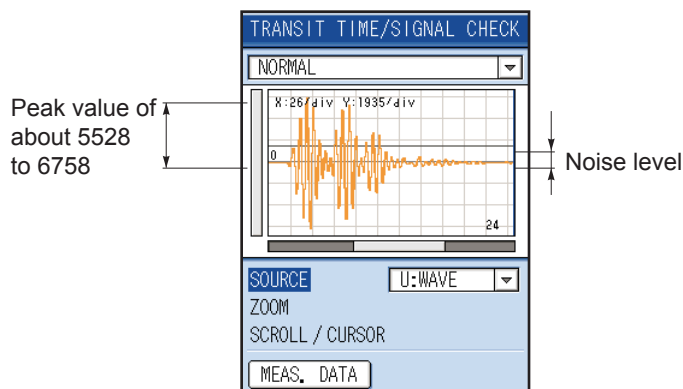 TRANSIT TIME/SIGNAL CHECK
NORMAL
X:26/div Y:1935/div
Peak value of
about 5528
to 6758
0
Noise level
24
SOURCE U:WAVE
ZOOM
SCROLL / CURSOR
MEAS. DATA